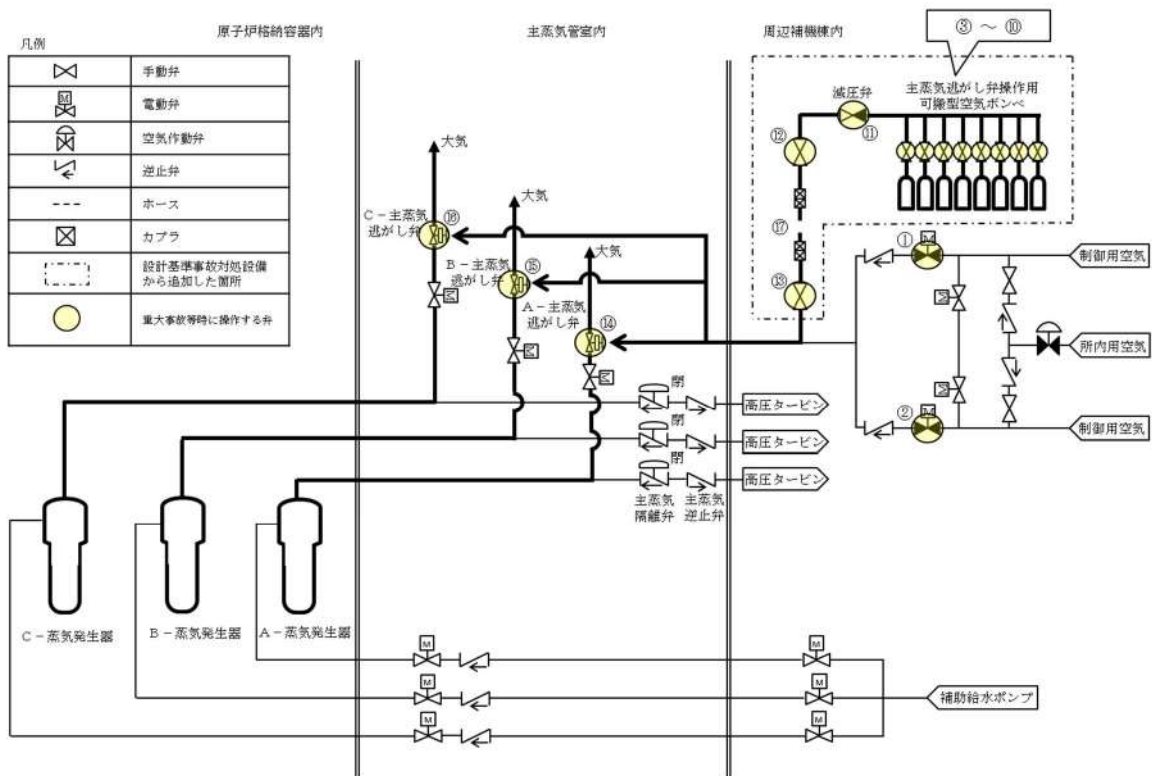 原子炉格納容器内
主蒸気管室内
周辺補機棟内
凡例
手動弁
M
電動弁
空気作動弁
逆止弁
ホース
カプラ
設計基準事故対処設備
から追加した箇所
重大事故等時に操作する弁
③ ～ ⑩
主蒸気逃がし弁操作用
可搬型空気ボンベ
減圧弁
⑪
⑫
⑰
⑬
大気
C－主蒸気
逃がし弁
⑯
M
大気
B－主蒸気
逃がし弁
⑮
M
大気
A－主蒸気
逃がし弁
⑭
M
①
M
制御用空気
M
所内用空気
M
②
M
制御用空気
閉
高圧タービン
閉
高圧タービン
閉
高圧タービン
主蒸気
隔離弁
主蒸気
逆止弁
C－蒸気発生器
B－蒸気発生器
A－蒸気発生器
M
M
M
M
補助給水ポンプ
M
M